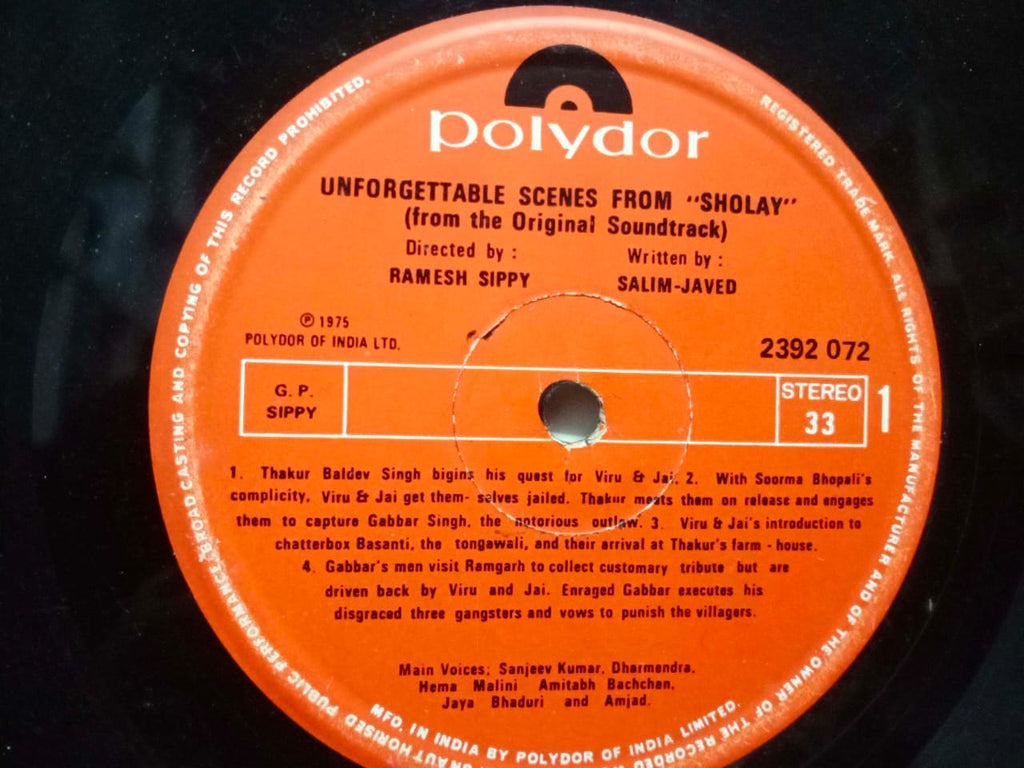 polydor
UNFORGETTABLE SCENES FROM "SHOLAY"
(from the Original Soundtrack)
Directed by :
RAMESH SIPPY
Written by :
SALIM-JAVED
℗ 1975
POLYDOR OF INDIA LTD.
2392 072
G. P.
SIPPY
STEREO
33
1
1. Thakur Baldev Singh bigins his quest for Viru & Jai. 2. With Soorma Bhopali's
complicity, Viru & Jai get them- selves jailed. Thakur meets them on release and engages
them to capture Gabbar Singh, the notorious outlaw. 3. Viru & Jai's introduction to
chatterbox Basanti, the tongawali, and their arrival at Thakur's farm - house.
4. Gabbar's men visit Ramgarh to collect customary tribute but are
driven back by Viru and Jai. Enraged Gabbar executes his
disgraced three gangsters and vows to punish the villagers.
Main Voices: Sanjeev Kumar, Dharmendra,
Hema Malini Amitabh Bachchan,
Jaya Bhaduri and Amjad.
MFD. IN INDIA BY POLYDOR OF INDIA LIMITED.
REGISTERED TRADE MARK. ALL RIGHTS OF THE MANUFACTURER AND OF THE OWNER OF THE RECORDED
UNAUTHORISED PUBLIC PERFORMANCE BROADCASTING AND COPYING OF THIS RECORD PROHIBITED.